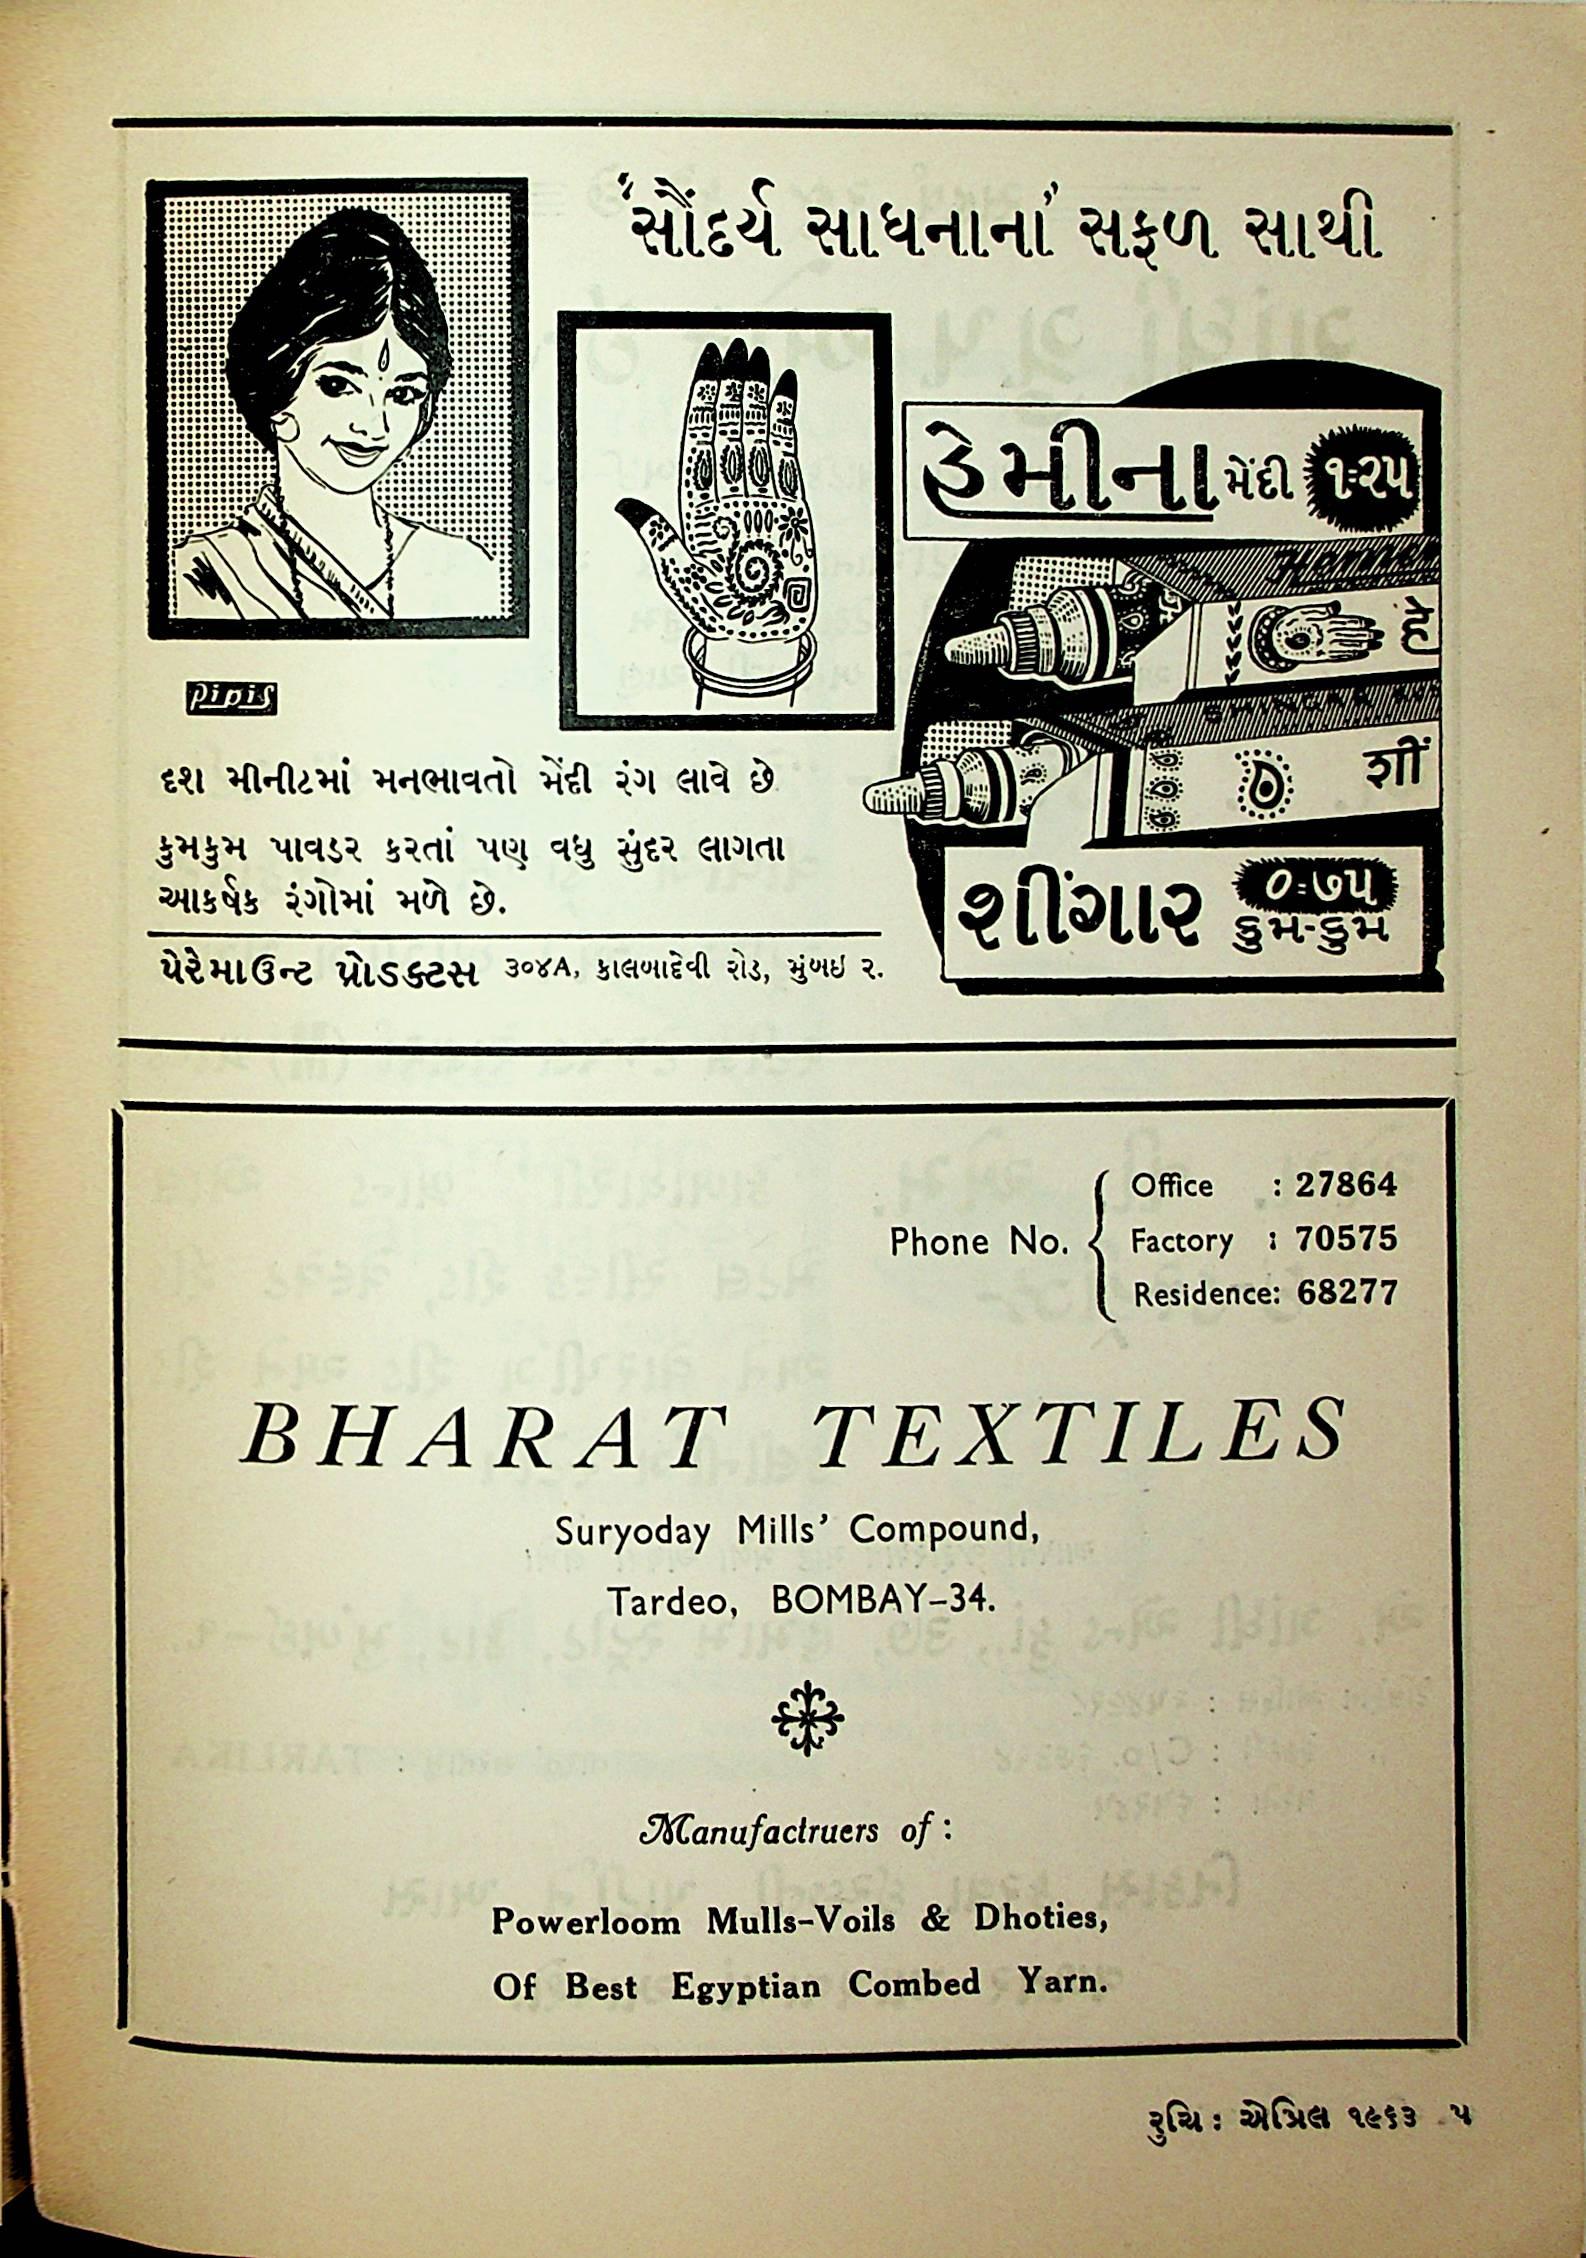 'સૌંદર્ય સાધનાના' સફળ સાથી
હેમીના મેંદી ૧=૨૫
Hemee
હે
શીં
pipis
દશ મીનીટમાં મનભાવતો મેંદી રંગ લાવે છે
કુમકુમ પાવડર કરતાં પણ વધુ સુંદર લાગતા
આકર્ષક રંગોમાં મળે છે.
શીંગાર ૦=૭૫
કુમ-કુમ
પેરેમાઉન્ટ પ્રોડક્ટસ ૩૦૪A, કાલબાદેવી રોડ, મુંબઇ ૨.
Phone No. { Office : 27864
Factory : 70575
Residence: 68277
BHARAT TEXTILES
Suryoday Mills' Compound,
Tardeo, BOMBAY-34.
Manufactruers of :
Powerloom Mulls-Voils & Dhoties,
Of Best Egyptian Combed Yarn.
રુચિ : એપ્રિલ ૧૯૬૩ ૫